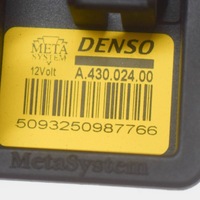 META
SYSTEM
DENSO
12Volt
A.430.024.00
5093250987766
MetaSystem